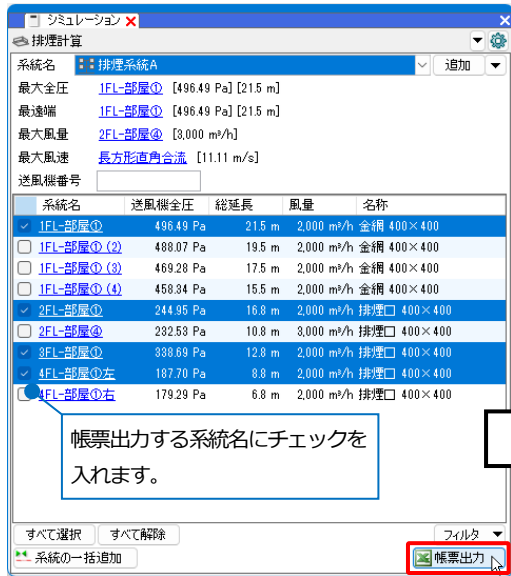 シミュレーション
排煙計算
系統名 排煙系統A 追加
最大全圧 1FL-部屋① [496.49 Pa] [21.5 m]
最遠端 1FL-部屋① [496.49 Pa] [21.5 m]
最大風量 2FL-部屋④ [3,000 m³/h]
最大風速 長方形直角合流 [11.11 m/s]
送風機番号
系統名 送風機全圧 総延長 風量 名称
1FL-部屋① 496.49 Pa 21.5 m 2,000 m³/h 金網 400×400
1FL-部屋① (2) 488.07 Pa 19.5 m 2,000 m³/h 金網 400×400
1FL-部屋① (3) 469.28 Pa 17.5 m 2,000 m³/h 金網 400×400
1FL-部屋① (4) 458.34 Pa 15.5 m 2,000 m³/h 金網 400×400
2FL-部屋① 244.95 Pa 16.8 m 2,000 m³/h 排煙口 400×400
2FL-部屋④ 232.53 Pa 10.8 m 3,000 m³/h 排煙口 400×400
3FL-部屋① 338.69 Pa 12.8 m 2,000 m³/h 排煙口 400×400
4FL-部屋①左 187.70 Pa 8.8 m 2,000 m³/h 排煙口 400×400
4FL-部屋①右 179.29 Pa 6.8 m 2,000 m³/h 排煙口 400×400
帳票出力する系統名にチェックを
入れます。
すべて選択 すべて解除 フィルタ
系統の一括追加 帳票出力